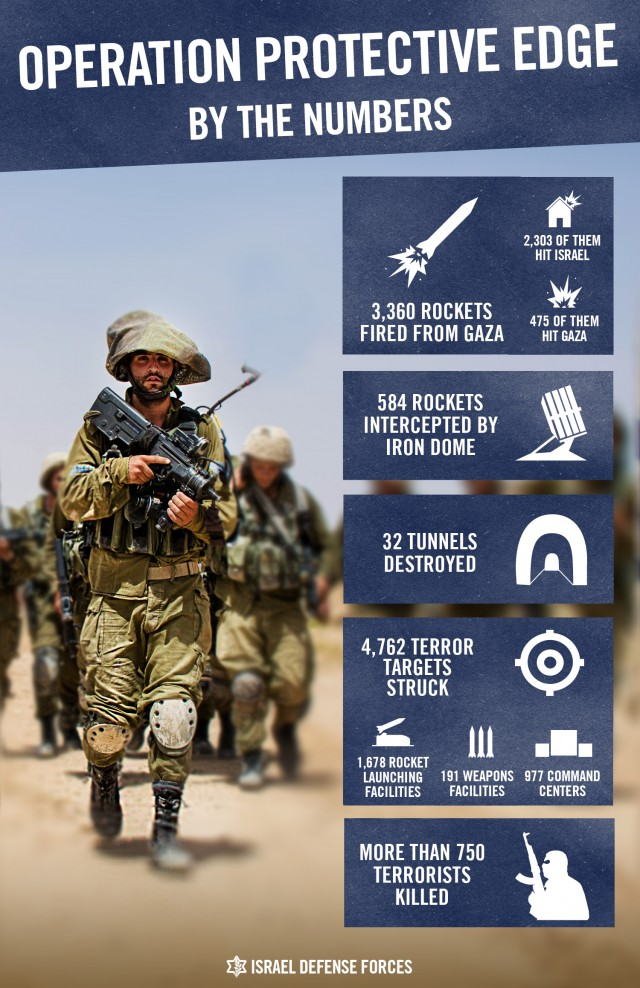 OPERATION PROTECTIVE EDGE
BY THE NUMBERS
3,360 ROCKETS
FIRED FROM GAZA
2,303 OF THEM
HIT ISRAEL
475 OF THEM
HIT GAZA
584 ROCKETS
INTERCEPTED BY
IRON DOME
32 TUNNELS
DESTROYED
4,762 TERROR
TARGETS
STRUCK
1,678 ROCKET
LAUNCHING
FACILITIES
191 WEAPONS
FACILITIES
977 COMMAND
CENTERS
MORE THAN 750
TERRORISTS
KILLED
ISRAEL DEFENSE FORCES